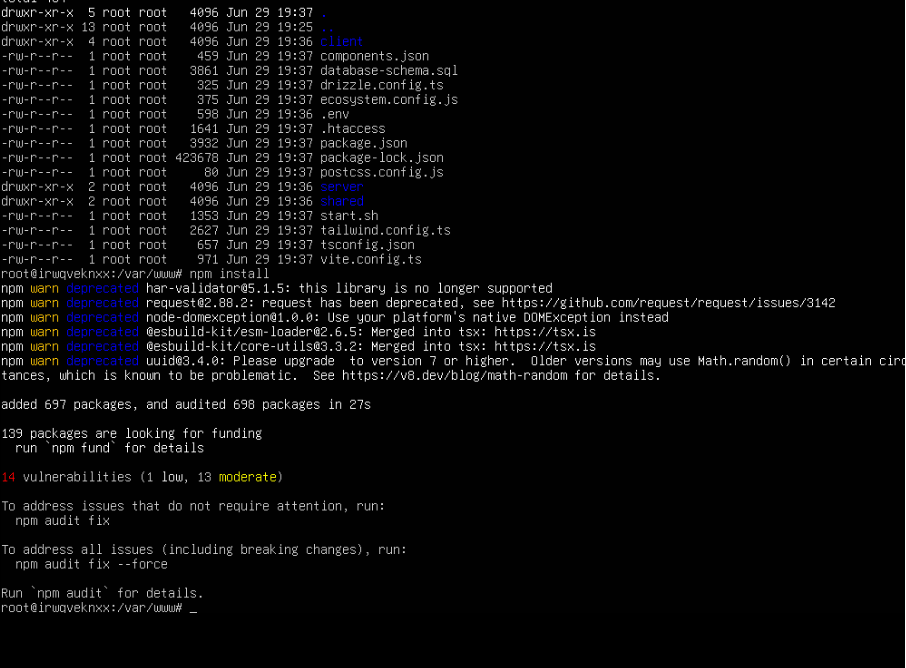 drwxr-xr-x  5 root root   4096 Jun 29 19:37 .
drwxr-xr-x 13 root root   4096 Jun 29 19:25 ..
drwxr-xr-x  4 root root   4096 Jun 29 19:36 client
-rw-r--r--  1 root root    459 Jun 29 19:37 components.json
-rw-r--r--  1 root root   3861 Jun 29 19:37 database-schema.sql
-rw-r--r--  1 root root    325 Jun 29 19:37 drizzle.config.ts
-rw-r--r--  1 root root    375 Jun 29 19:37 ecosystem.config.js
-rw-r--r--  1 root root    598 Jun 29 19:36 .env
-rw-r--r--  1 root root   1641 Jun 29 19:37 .htaccess
-rw-r--r--  1 root root   3932 Jun 29 19:37 package.json
-rw-r--r--  1 root root 423678 Jun 29 19:37 package-lock.json
-rw-r--r--  1 root root     80 Jun 29 19:37 postcss.config.js
drwxr-xr-x  2 root root   4096 Jun 29 19:36 server
drwxr-xr-x  2 root root   4096 Jun 29 19:36 shared
-rw-r--r--  1 root root   1353 Jun 29 19:37 start.sh
-rw-r--r--  1 root root   2627 Jun 29 19:37 tailwind.config.ts
-rw-r--r--  1 root root    657 Jun 29 19:37 tsconfig.json
-rw-r--r--  1 root root    971 Jun 29 19:37 vite.config.ts
root@irwqveknxx:/var/www# npm install
npm warn deprecated har-validator@5.1.5: this library is no longer supported
npm warn deprecated request@2.88.2: request has been deprecated, see https://github.com/request/request/issues/3142
npm warn deprecated node-domexception@1.0.0: Use your platform's native DOMException instead
npm warn deprecated @esbuild-kit/esm-loader@2.6.5: Merged into tsx: https://tsx.is
npm warn deprecated @esbuild-kit/core-utils@3.3.2: Merged into tsx: https://tsx.is
npm warn deprecated uuid@3.4.0: Please upgrade  to version 7 or higher.  Older versions may use Math.random() in certain circ
tances, which is known to be problematic.  See https://v8.dev/blog/math-random for details.
added 697 packages, and audited 698 packages in 27s
139 packages are looking for funding
  run `npm fund` for details
14 vulnerabilities (1 low, 13 moderate)
To address issues that do not require attention, run:
  npm audit fix
To address all issues (including breaking changes), run:
  npm audit fix --force
Run `npm audit` for details.
root@irwqveknxx:/var/www# _